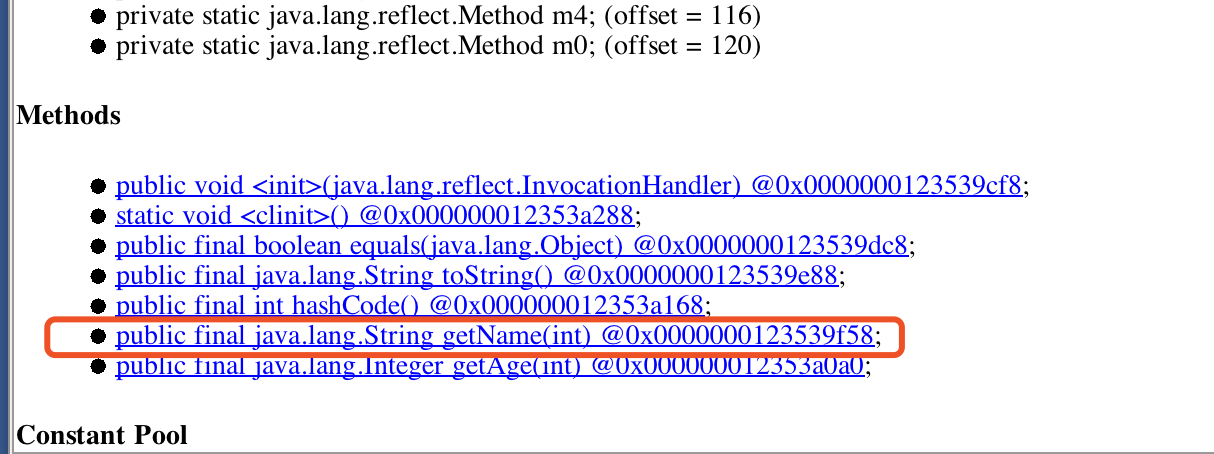 private static java.lang.reflect.Method m4; (offset = 116)
private static java.lang.reflect.Method m0; (offset = 120)
Methods
public void <init>(java.lang.reflect.InvocationHandler) @0x0000000123539cf8;
static void <clinit>() @0x000000012353a288;
public final boolean equals(java.lang.Object) @0x0000000123539dc8;
public final java.lang.String toString() @0x0000000123539e88;
public final int hashCode() @0x000000012353a168;
public final java.lang.String getName(int) @0x0000000123539f58;
public final java.lang.Integer getAge(int) @0x000000012353a0a0;
Constant Pool